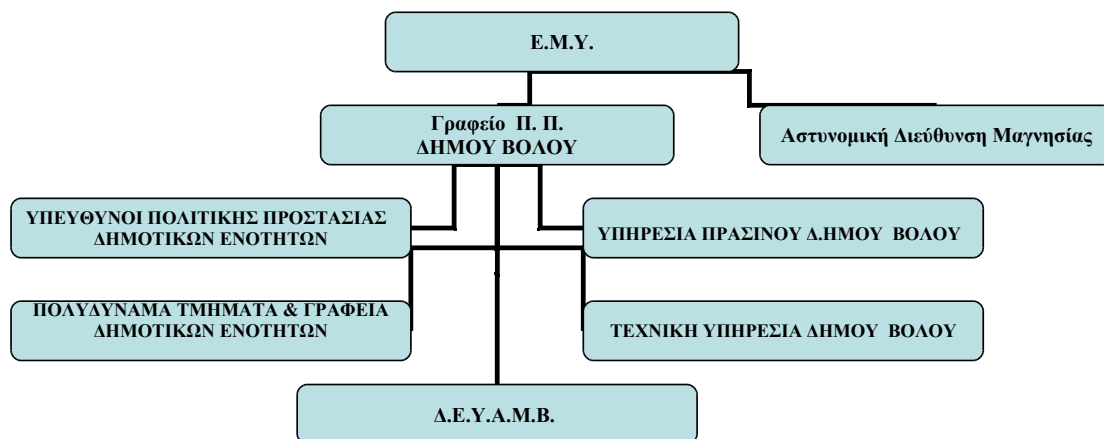 Ε.Μ.Υ.
Γραφείο Π. Π.
ΔΗΜΟΥ ΒΟΛΟΥ
Αστυνομική Διεύθυνση Μαγνησίας
ΥΠΕΥΘΥΝΟΙ ΠΟΛΙΤΙΚΗΣ ΠΡΟΣΤΑΣΙΑΣ
ΔΗΜΟΤΙΚΩΝ ΕΝΟΤΗΤΩΝ
ΥΠΗΡΕΣΙΑ ΠΡΑΣΙΝΟΥ Δ.ΗΜΟΥ ΒΟΛΟΥ
ΠΟΛΥΔΥΝΑΜΑ ΤΜΗΜΑΤΑ & ΓΡΑΦΕΙΑ
ΔΗΜΟΤΙΚΩΝ ΕΝΟΤΗΤΩΝ
ΤΕΧΝΙΚΗ ΥΠΗΡΕΣΙΑ ΔΗΜΟΥ ΒΟΛΟΥ
Δ.Ε.Υ.Α.Μ.Β.